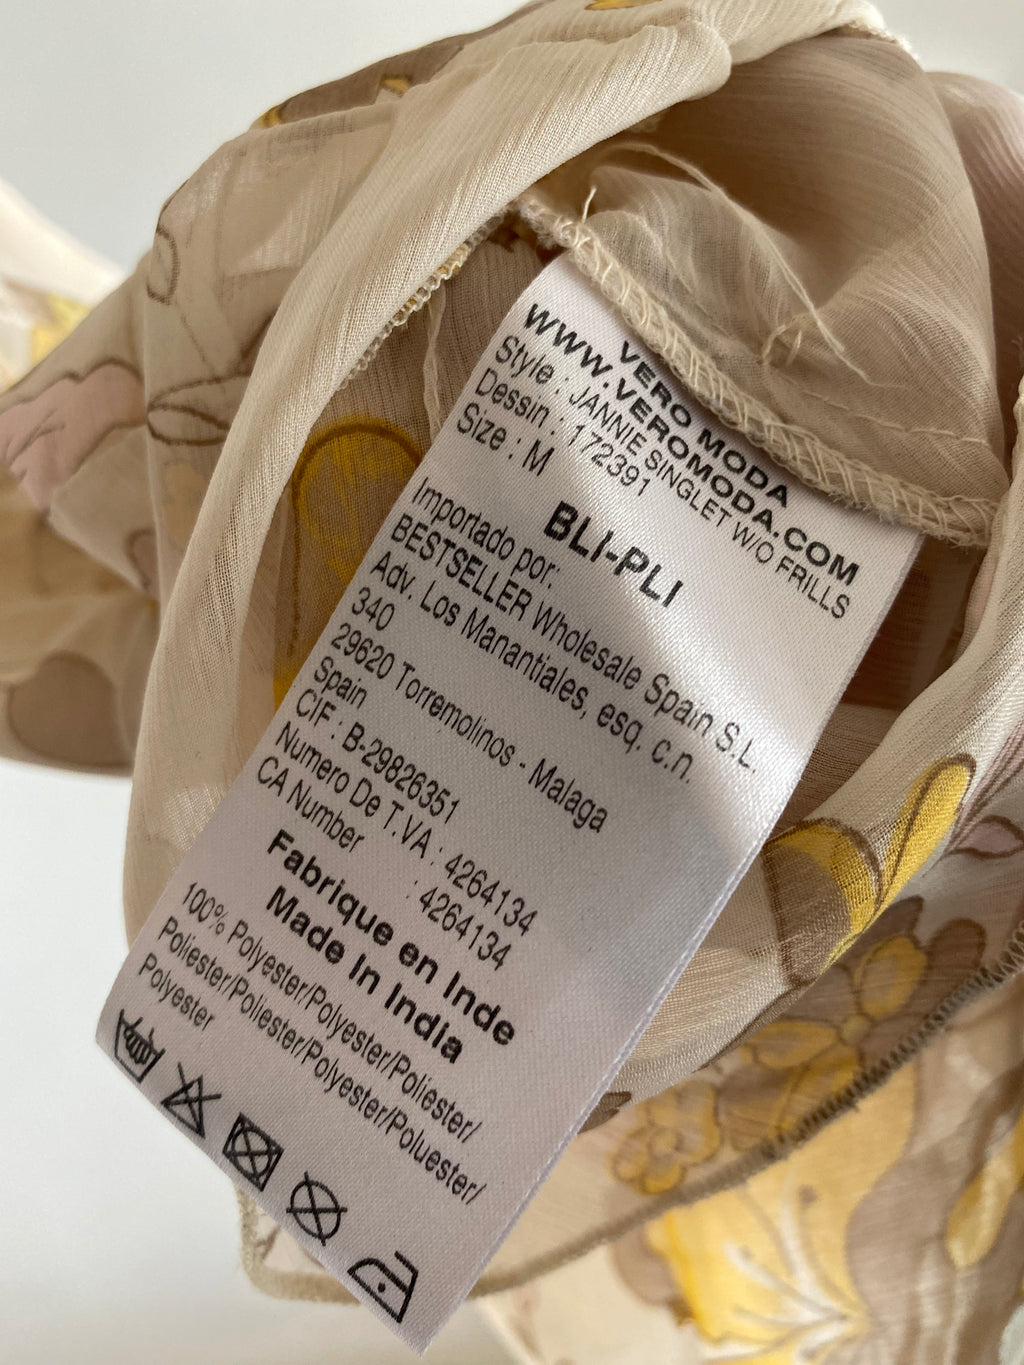 VERO MODA
WWW.VEROMODA.COM
Style : JANNIE SINGLET W/O FRILLS
Dessin : 172391
Size : M
BLI-PLI
Importado por:
BESTSELLER Wholesale Spain S.L.
Adv. Los Manantiales, esq. c.n.
340
29620 Torremolinos - Malaga
Spain
CIF : B-29826351
Numero De T.VA : 4264134
CA Number : 4264134
Fabrique en Inde
Made In India
100% Polyester/Polyester/Poliester/
Poliester/Poliester/Polyester/Poluester/
Polyester